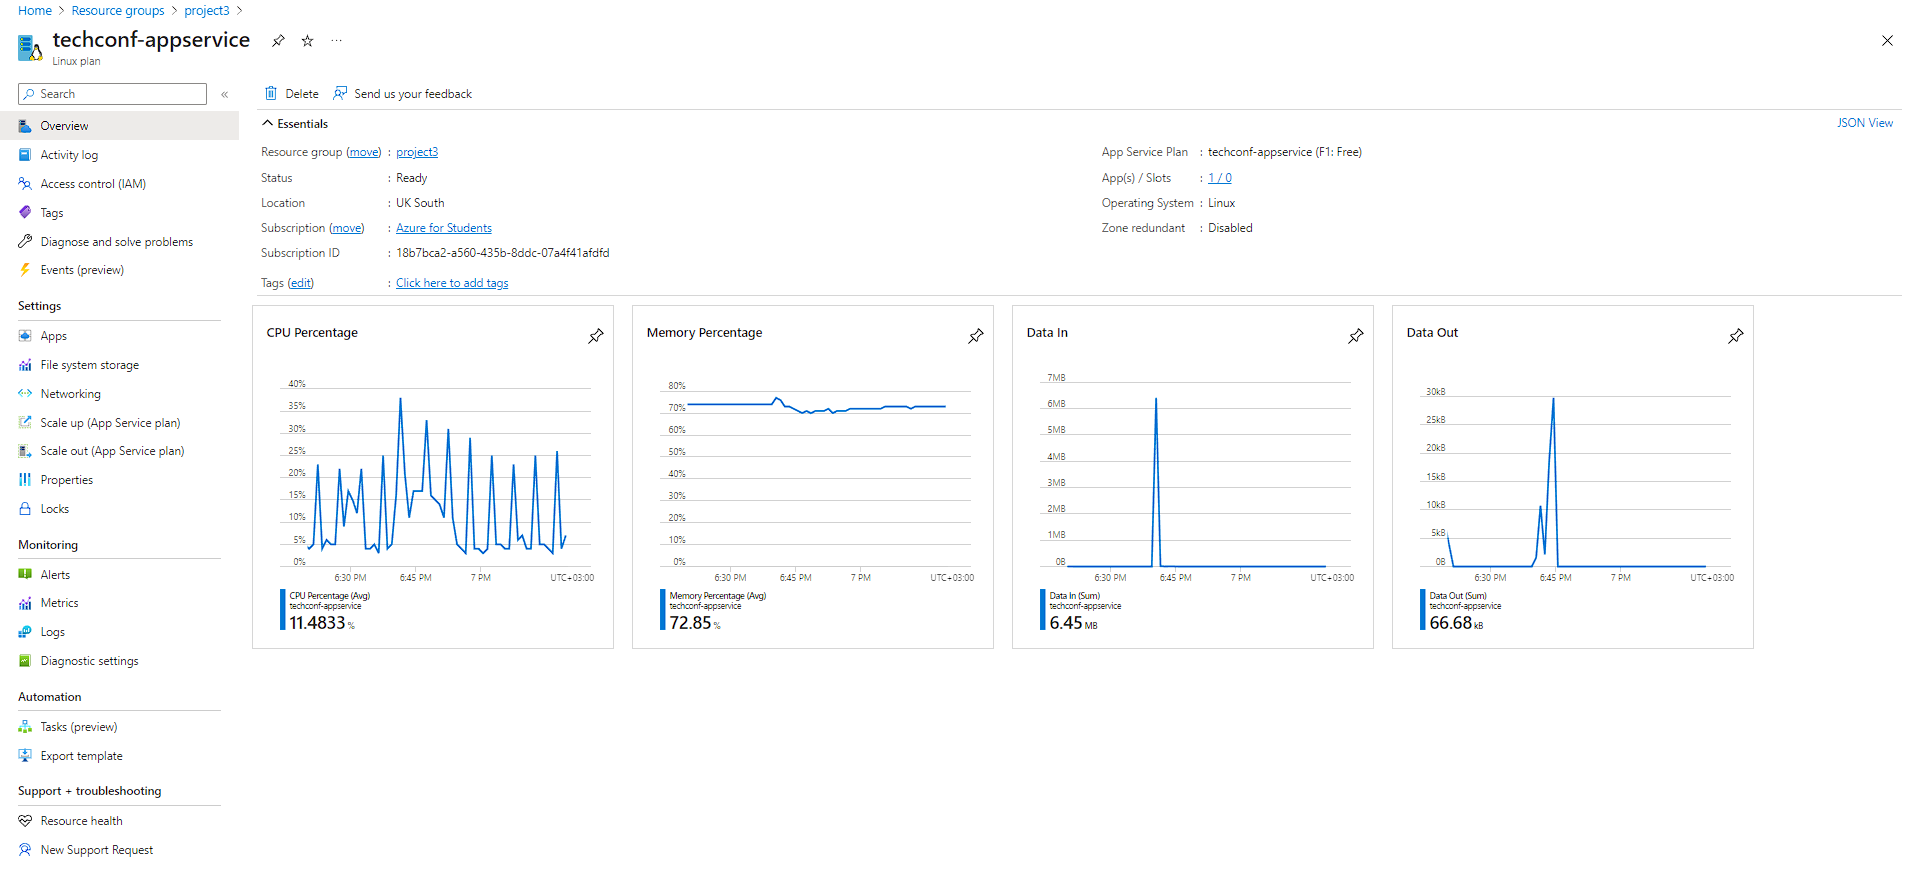 Home > Resource groups > project3 >
techconf-appservice
...
Linux plan
Search
«
Overview
Activity log
Access control (IAM)
Tags
Diagnose and solve problems
Events (preview)
Settings
Apps
File system storage
Networking
Scale up (App Service plan)
Scale out (App Service plan)
Properties
Locks
Monitoring
Alerts
Metrics
Logs
Diagnostic settings
Automation
Tasks (preview)
Export template
Support + troubleshooting
Resource health
New Support Request
Delete
Send us your feedback
Essentials
JSON View
Resource group (move) : project3
Status : Ready
Location : UK South
Subscription (move) : Azure for Students
Subscription ID : 18b7bca2-a560-435b-8ddc-07a4f41afdfd
Tags (edit) : Click here to add tags
App Service Plan : techconf-appservice (F1: Free)
App(s) / Slots : 1 / 0
Operating System : Linux
Zone redundant : Disabled
CPU Percentage
40%
35%
30%
25%
20%
15%
10%
5%
0%
6:30 PM 6:45 PM 7 PM UTC+03:00
CPU Percentage (Avg)
techconf-appservice
11.4833 %
Memory Percentage
80%
70%
60%
50%
40%
30%
20%
10%
0%
6:30 PM 6:45 PM 7 PM UTC+03:00
Memory Percentage (Avg)
techconf-appservice
72.85 %
Data In
7MB
6MB
5MB
4MB
3MB
2MB
1MB
0B
6:30 PM 6:45 PM 7 PM UTC+03:00
Data In (Sum)
techconf-appservice
6.45 MB
Data Out
30kB
25kB
20kB
15kB
10kB
5kB
0B
6:30 PM 6:45 PM 7 PM UTC+03:00
Data Out (Sum)
techconf-appservice
66.68 kB